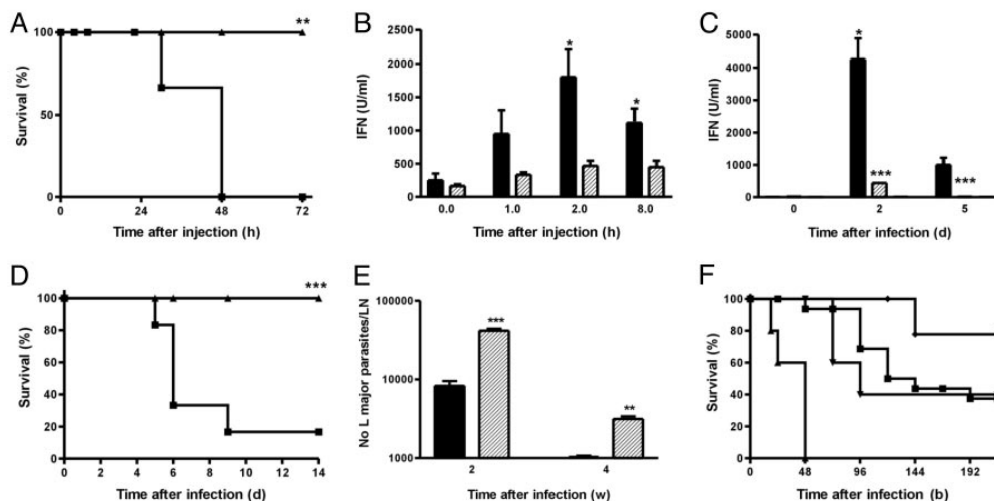 A
**
100
50
0
Survival (%)
0 24 48 72
Time after injection (h)
B
2500
2000
1500
1000
500
0
IFN (U/ml)
*
*
0.0 1.0 2.0 8.0
Time after injection (h)
C
5000
4000
3000
2000
1000
0
IFN (U/ml)
*
***
***
0 2 5
Time after infection (d)
D
***
100
80
60
40
20
0
Survival (%)
0 2 4 6 8 10 12 14
Time after infection (d)
E
100000
10000
1000
No L major parasites/LN
***
**
2 4
Time after infection (w)
F
100
80
60
40
20
0
Survival (%)
0 48 96 144 192
Time after infection (b)